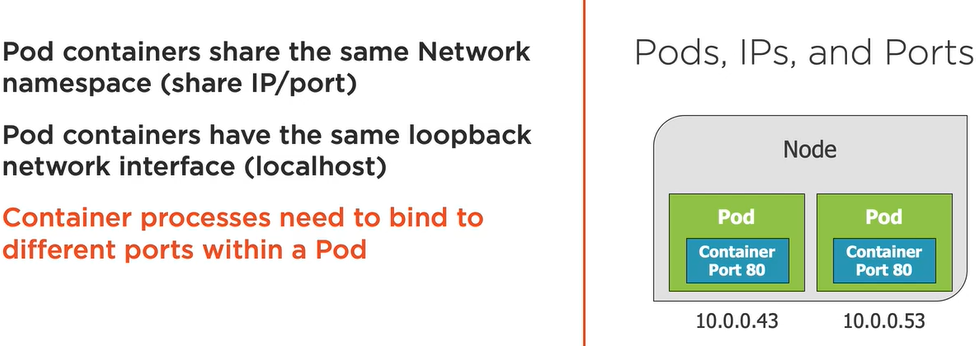 Pod containers share the same Network
namespace (share IP/port)
Pod containers have the same loopback
network interface (localhost)
Container processes need to bind to
different ports within a Pod
Pods, IPs, and Ports
Node
Pod
Container
Port 80
10.0.0.43
Pod
Container
Port 80
10.0.0.53